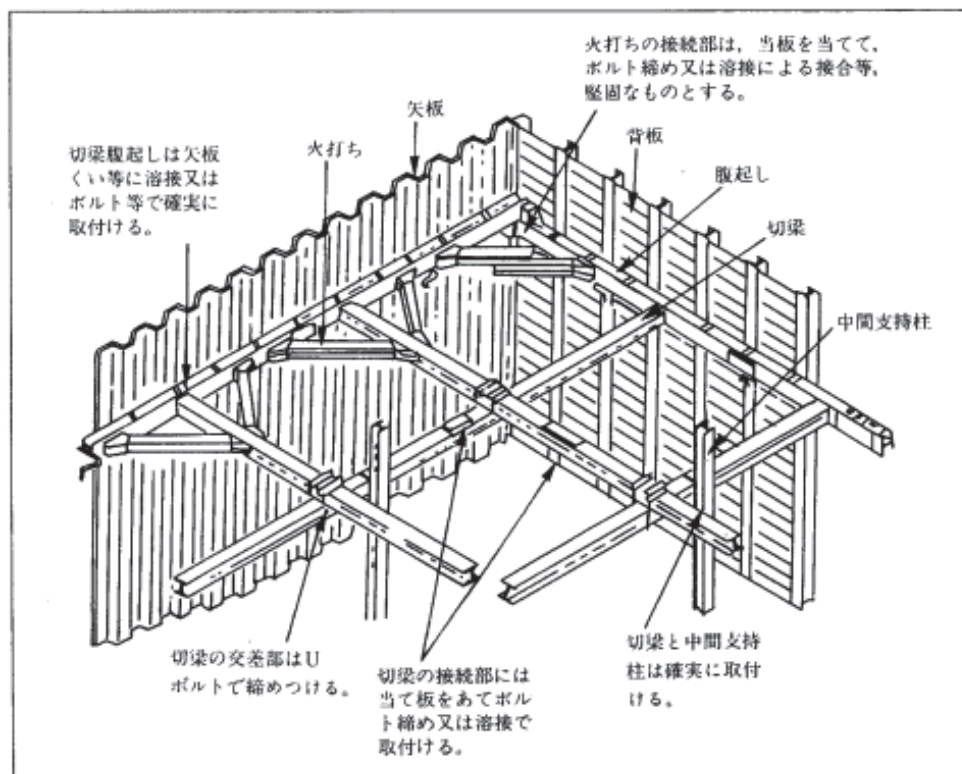 火打ちの接続部は，当板を当てて，
ボルト締め又は溶接による接合等，
堅固なものとする。
矢板
背板
火打ち
切梁腹起しは矢板
くい等に溶接又は
ボルト等で確実に
取付ける。
腹起し
切梁
中間支持柱
切梁の交差部はU
ボルトで締めつける。
切梁の接続部には
当て板をあてボル
ト締め又は溶接で
取付ける。
切梁と中間支持
柱は確実に取付
ける。